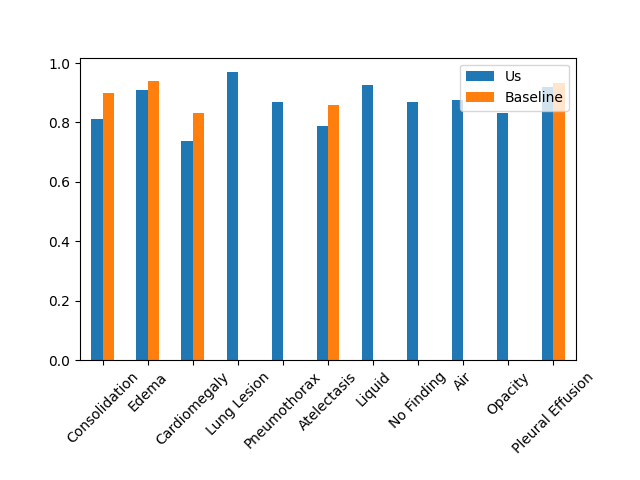 1.0
0.8
0.6
0.4
0.2
0.0
Us
Baseline
Consolidation
Edema
Cardiomegaly
Lung Lesion
Pneumothorax
Atelectasis
Liquid
No Finding
Air
Opacity
Pleural Effusion